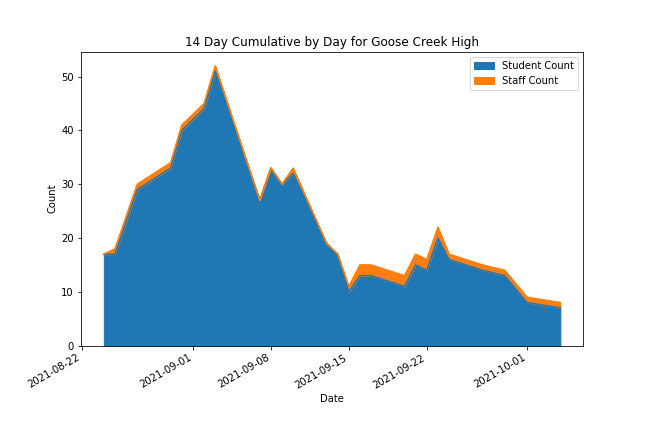 14 Day Cumulative by Day for Goose Creek High
Student Count
Staff Count
50
40
30
20
10
0
Count
2021-08-22
2021-09-01
2021-09-08
2021-09-15
2021-09-22
2021-10-01
Date